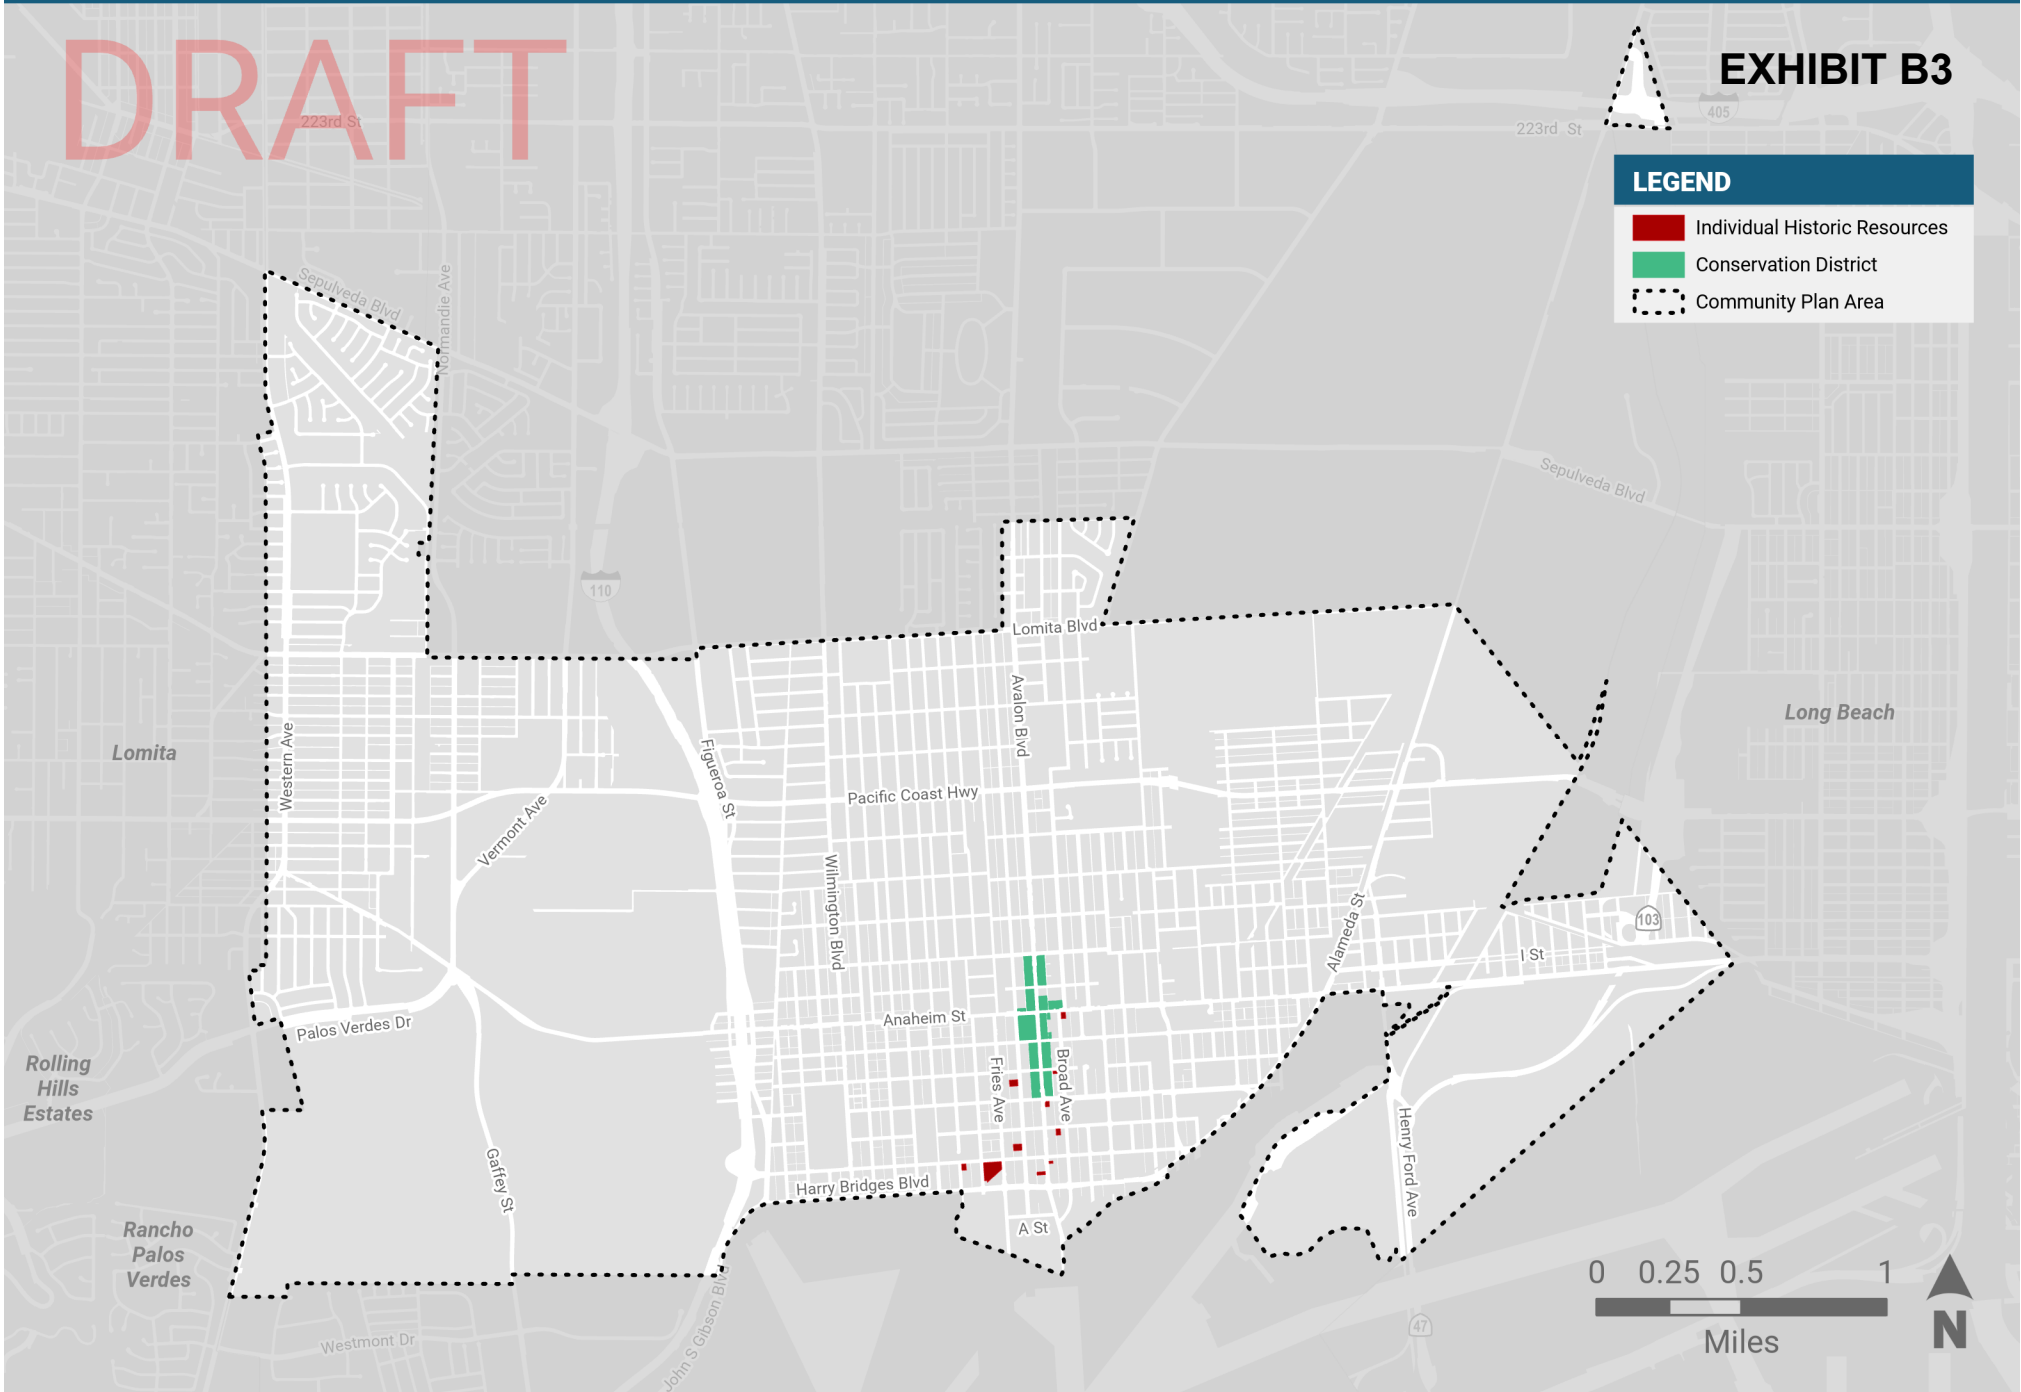 DRAFT
EXHIBIT B3
223rd St
223rd St
405
LEGEND
Individual Historic Resources
Conservation District
Community Plan Area
Sepulveda Blvd
Normandie Ave
Sepulveda Blvd
110
Lomita Blvd
Avalon Blvd
Long Beach
Lomita
Western Ave
Figueroa St
Pacific Coast Hwy
Vermont Ave
Wilmington Blvd
Alameda St
103
I St
Palos Verdes Dr
Anaheim St
Fries Ave
Broad Ave
Rolling
Hills
Estates
Henry Ford Ave
Gaffey St
Harry Bridges Blvd
A St
Rancho
Palos
Verdes
Westmont Dr
John S Gibson Blvd
47
0 0.25 0.5 1
Miles
N